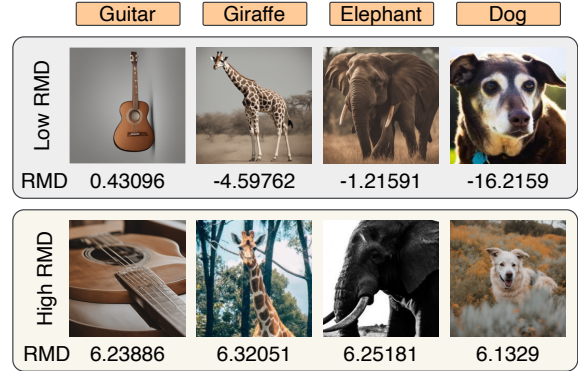 Guitar Giraffe Elephant Dog
Low RMD
RMD 0.43096 -4.59762 -1.21591 -16.2159
High RMD
RMD 6.23886 6.32051 6.25181 6.1329